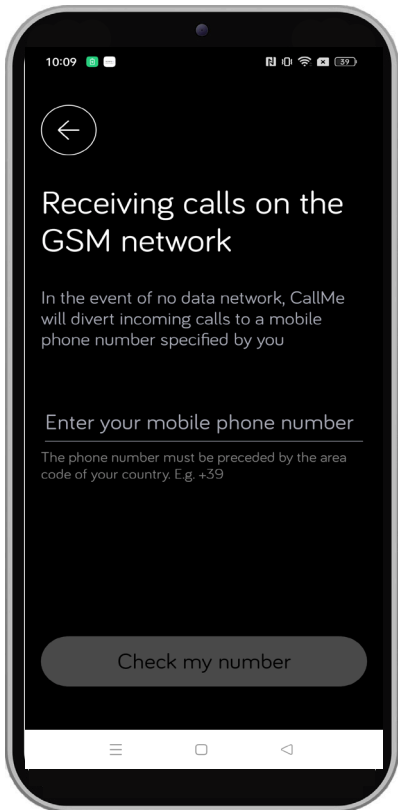 10:09
39
Receiving calls on the
GSM network
In the event of no data network, CallMe
will divert incoming calls to a mobile
phone number specified by you
Enter your mobile phone number
The phone number must be preceded by the area
code of your country. E.g. +39
Check my number